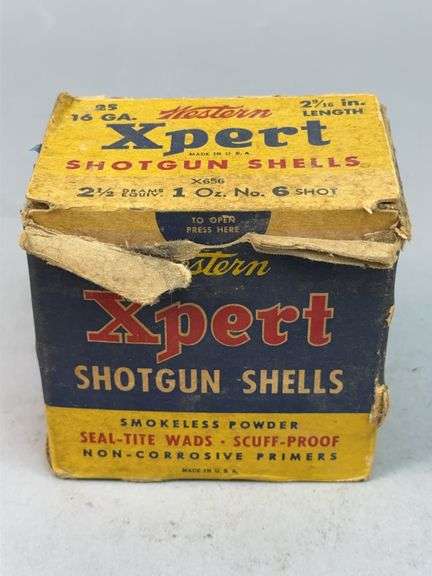 25
16 GA.
Western
2 9/16 in.
LENGTH
Xpert
MADE IN U.S.A.
SHOTGUN SHELLS
X656
2 1/2 DRAMS EQUIV. 1 Oz. No. 6 SHOT
TO OPEN
PRESS HERE
stern
Xpert
SHOTGUN SHELLS
SMOKELESS POWDER
SEAL-TITE WADS · SCUFF-PROOF
NON-CORROSIVE PRIMERS
MADE IN U.S.A.